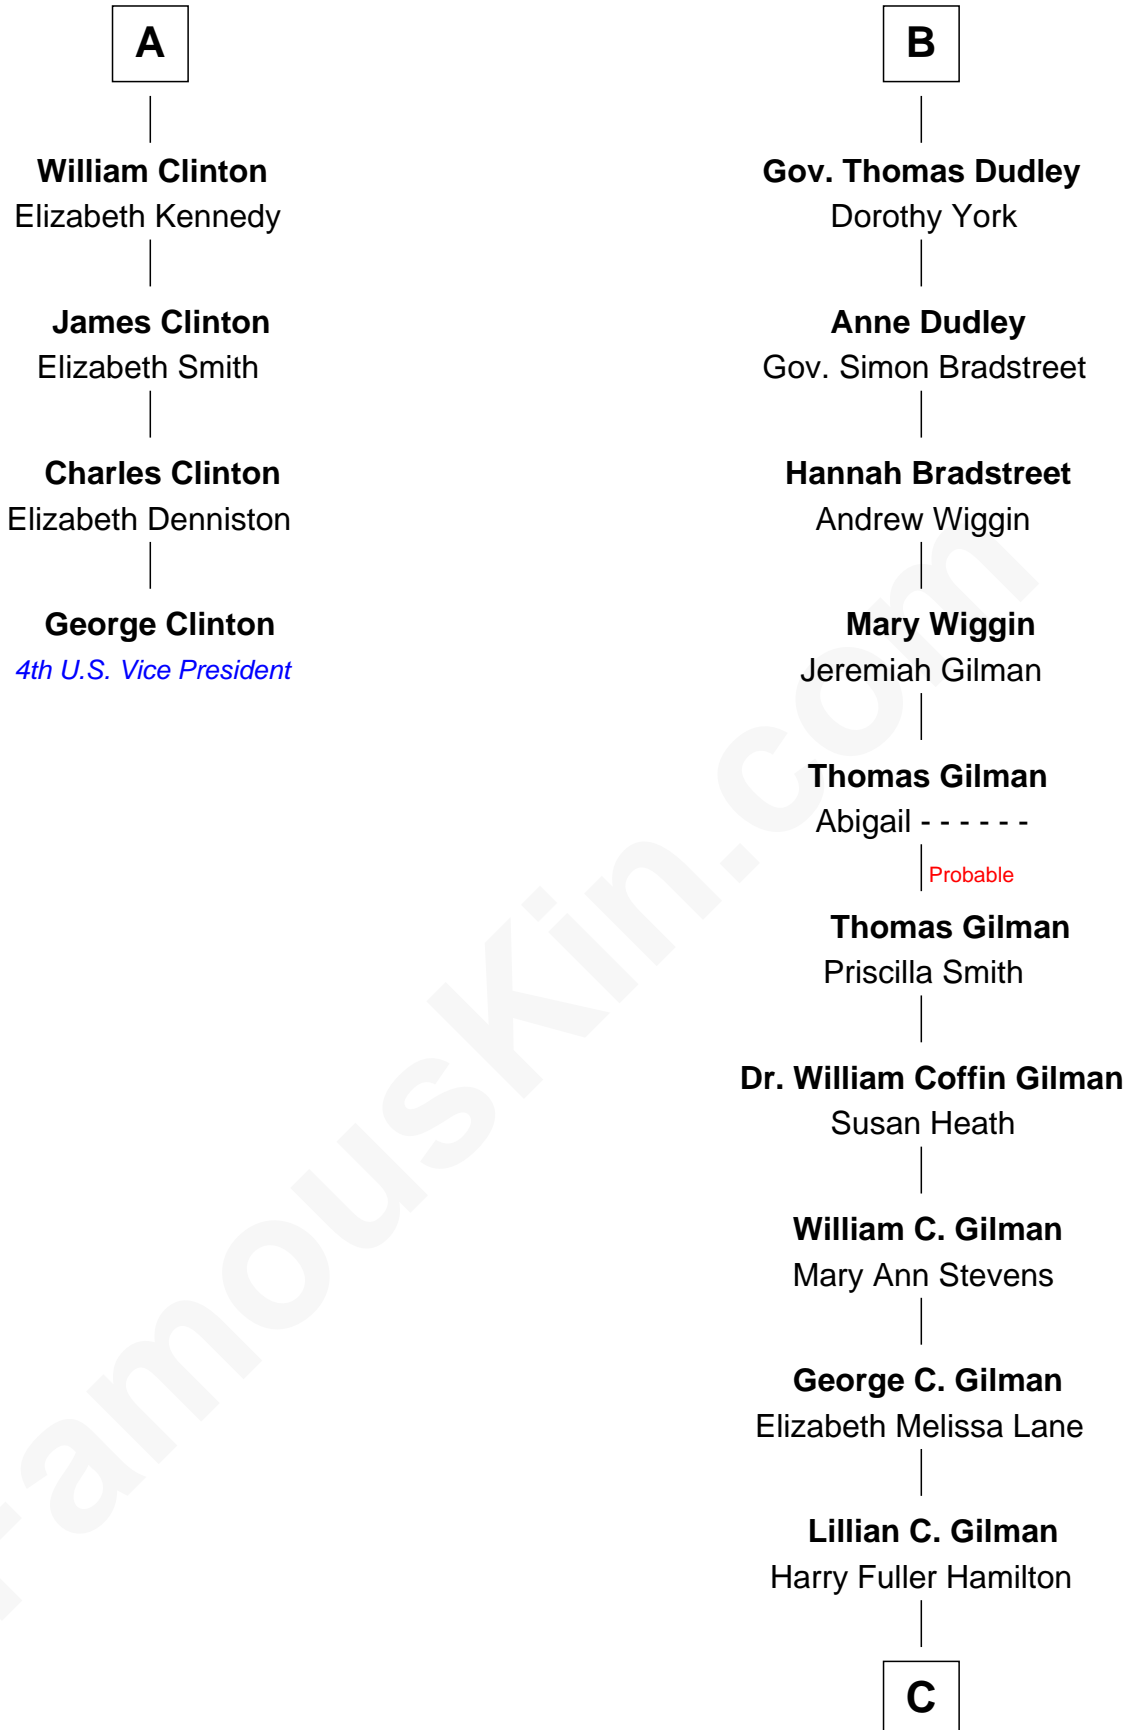 A
William Clinton
Elizabeth Kennedy
James Clinton
Elizabeth Smith
Charles Clinton
Elizabeth Denniston
George Clinton
4th U.S. Vice President
B
Gov. Thomas Dudley
Dorothy York
Anne Dudley
Gov. Simon Bradstreet
Hannah Bradstreet
Andrew Wiggin
Mary Wiggin
Jeremiah Gilman
Thomas Gilman
Abigail - - - - - -
Probable
Thomas Gilman
Priscilla Smith
Dr. William Coffin Gilman
Susan Heath
William C. Gilman
Mary Ann Stevens
George C. Gilman
Elizabeth Melissa Lane
Lillian C. Gilman
Harry Fuller Hamilton
C
FamousKin.com